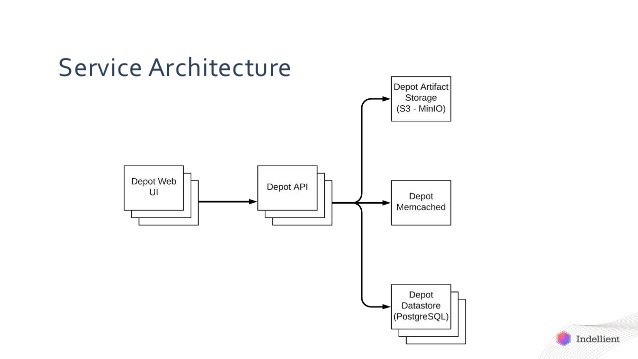 Service Architecture
Depot Artifact
Storage
(S3 - MinIO)
Depot Web
UI
Depot API
Depot
Memcached
Depot
Datastore
(PostgreSQL)
Indellient